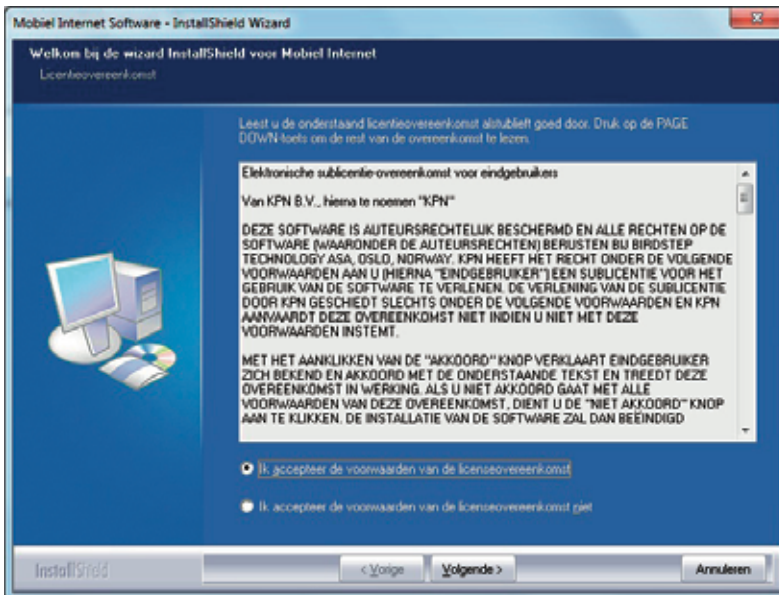 Mobiel Internet Software - InstallShield Wizard
Welkom bij de wizard InstallShield voor Mobiel Internet
Licentieovereenkomst
Leest u de onderstaand licentieovereenkomst alstublieft goed door. Druk op de PAGE
DOWN-toets om de rest van de overeenkomst te lezen.
Elektronische sublicentie-overeenkomst voor eindgebruikers
Van KPN B.V., hierna te noemen "KPN"
DEZE SOFTWARE IS AUTEURSRECHTELIJK BESCHERMD EN ALLE RECHTEN OP DE
SOFTWARE (WAARONDER DE AUTEURSRECHTEN) BERUSTEN BIJ BIRDSTEP
TECHNOLOGY ASA, OSLO, NORWAY. KPN HEEFT HET RECHT ONDER DE VOLGENDE
VOORWAARDEN AAN U (HIERNA "EINDGEBRUIKER") EEN SUBLICENTIE VOOR HET
GEBRUIK VAN DE SOFTWARE TE VERLENEN. DE VERLENING VAN DE SUBLICENTIE
DOOR KPN GESCHIEDT SLECHTS ONDER DE VOLGENDE VOORWAARDEN EN KPN
AANVAARDT DEZE OVEREENKOMST NIET INDIEN U NIET MET DEZE
VOORWAARDEN INSTEMT.
MET HET AANKLIKKEN VAN DE "AKKOORD" KNOP VERKLAART EINDGEBRUIKER
ZICH BEKEND EN AKKOORD MET DE ONDERSTAANDE TEKST EN TREEDT DEZE
OVEREENKOMST IN WERKING. ALS U NIET AKKOORD GAAT MET ALLE
VOORWAARDEN VAN DEZE OVEREENKOMST, DIENT U DE "NIET AKKOORD" KNOP
AAN TE KLIKKEN. DE INSTALLATIE VAN DE SOFTWARE ZAL DAN BEËINDIGD
Ik accepteer de voorwaarden van de licenseovereenkomst
Ik accepteer de voorwaarden van de licenseovereenkomst niet
InstallShield
< Vorige
Volgende >
Annuleren